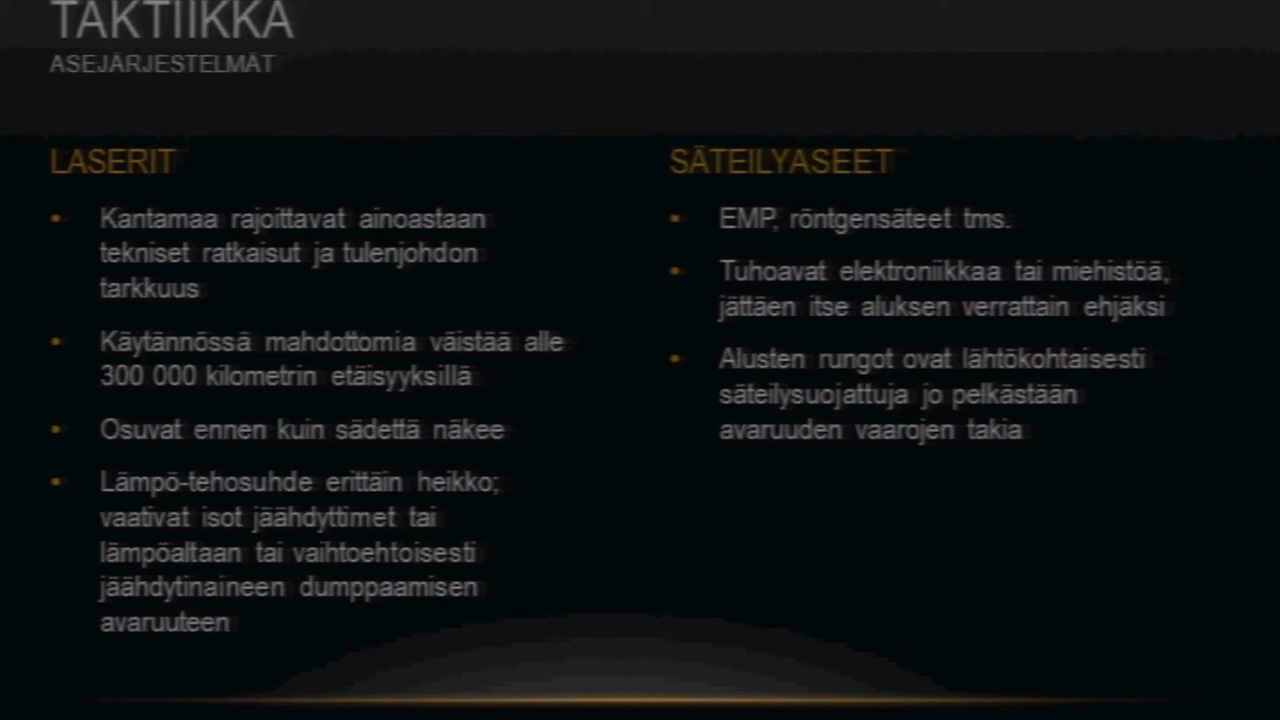 TAKTIIKKA
ASEJÄRJESTELMÄT
LASERIT
• Kantamaa rajoittavat ainoastaan
tekniset ratkaisut ja tulenjohdon
tarkkuus
• Käytännössä mahdottomia väistää alle
300 000 kilometrin etäisyyksillä
• Osuvat ennen kuin sädettä näkee
• Lämpö-tehosuhde erittäin heikko;
vaativat isot jäähdyttimet tai
lämpöaltaan tai vaihtoehtoisesti
jäähdytinaineen dumppaamisen
avaruuteen
SÄTEILYASEET
• EMP, röntgensäteet tms.
• Tuhoavat elektroniikkaa tai miehistöä,
jättäen itse aluksen verrattain ehjäksi
• Alusten rungot ovat lähtökohtaisesti
säteilysuojattuja jo pelkästään
avaruuden vaarojen takia